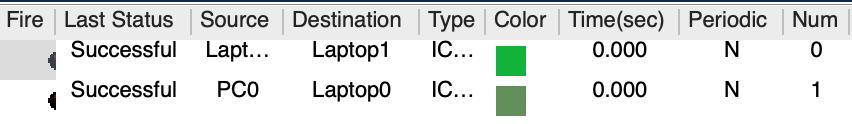 Fire Last Status Source Destination Type Color Time(sec) Periodic Num
Successful Lapt... Laptop1 IC... 0.000 N 0
Successful PC0 Laptop0 IC... 0.000 N 1